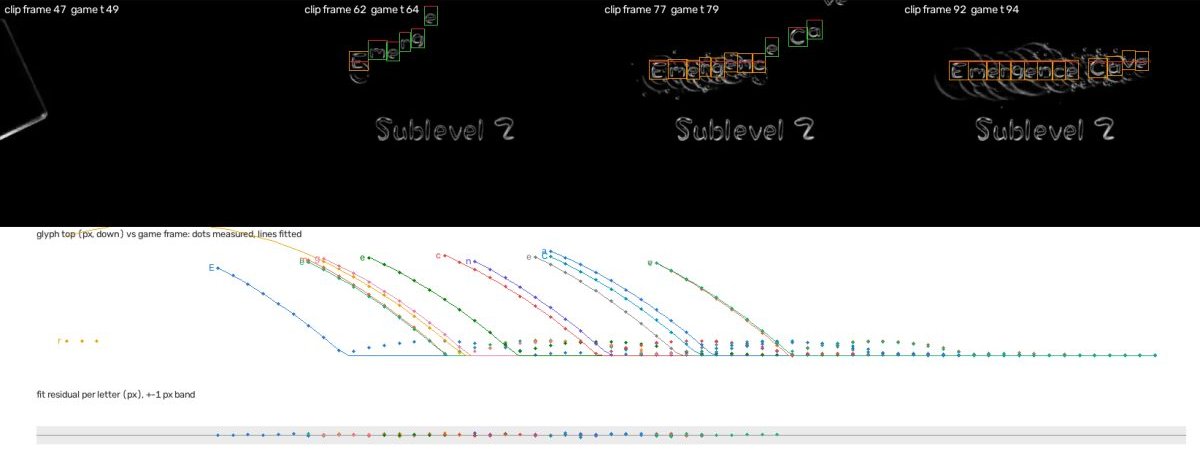 clip frame 47 game t 49
clip frame 62 game t 64
clip frame 77 game t 79
clip frame 92 game t 94
E m e r g e
Emergenc e Ca
Emergence Cave
Sublevel 2
Sublevel 2
Sublevel 2
glyph top (px, down) vs game frame: dots measured, lines fitted
E
g
e
c
n
e
C
a
r
fit residual per letter (px), +-1 px band